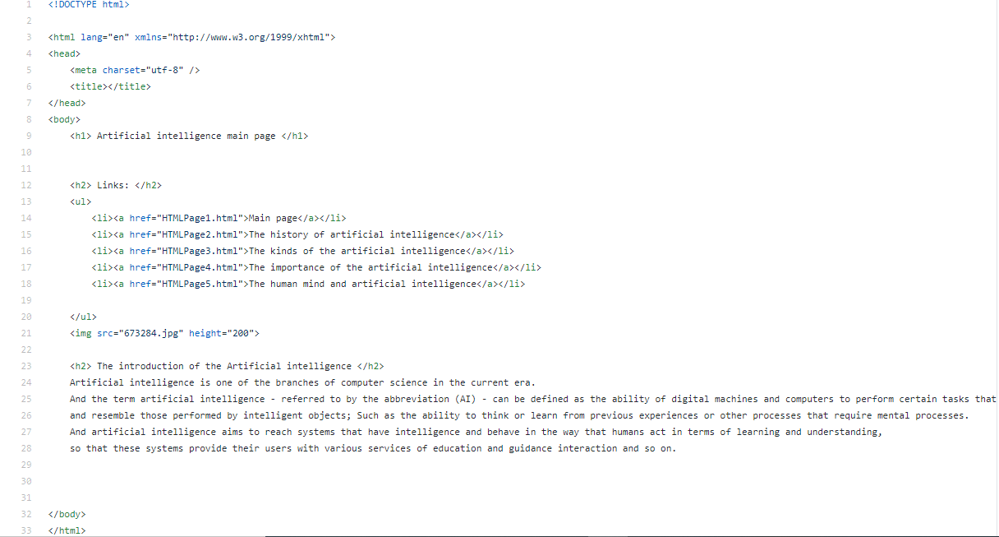 1 <!DOCTYPE html>
2
3 <html lang="en" xmlns="http://www.w3.org/1999/xhtml">
4 <head>
5     <meta charset="utf-8" />
6     <title></title>
7 </head>
8 <body>
9     <h1> Artificial intelligence main page </h1>
10
11
12     <h2> Links: </h2>
13     <ul>
14         <li><a href="HTMLPage1.html">Main page</a></li>
15         <li><a href="HTMLPage2.html">The history of artificial intelligence</a></li>
16         <li><a href="HTMLPage3.html">The kinds of the artificial intelligence</a></li>
17         <li><a href="HTMLPage4.html">The importance of the artificial intelligence</a></li>
18         <li><a href="HTMLPage5.html">The human mind and artificial intelligence</a></li>
19
20     </ul>
21     <img src="673284.jpg" height="200">
22
23     <h2> The introduction of the Artificial intelligence </h2>
24     Artificial intelligence is one of the branches of computer science in the current era.
25     And the term artificial intelligence - referred to by the abbreviation (AI) - can be defined as the ability of digital machines and computers to perform certain tasks that
26     and resemble those performed by intelligent objects; Such as the ability to think or learn from previous experiences or other processes that require mental processes.
27     And artificial intelligence aims to reach systems that have intelligence and behave in the way that humans act in terms of learning and understanding,
28     so that these systems provide their users with various services of education and guidance interaction and so on.
29
30
31
32 </body>
33 </html>